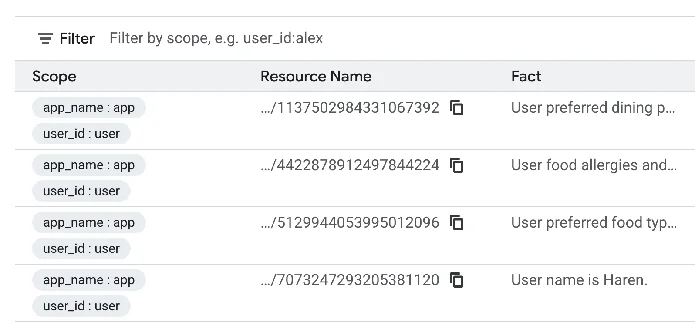 Filter Filter by scope, e.g. user_id:alex
Scope Resource Name Fact
app_name : app .../1137502984331067392 User preferred dining p...
user_id : user
app_name : app .../4422878912497844224 User food allergies and...
user_id : user
app_name : app .../5129944053995012096 User preferred food typ...
user_id : user
app_name : app .../7073247293205381120 User name is Haren.
user_id : user